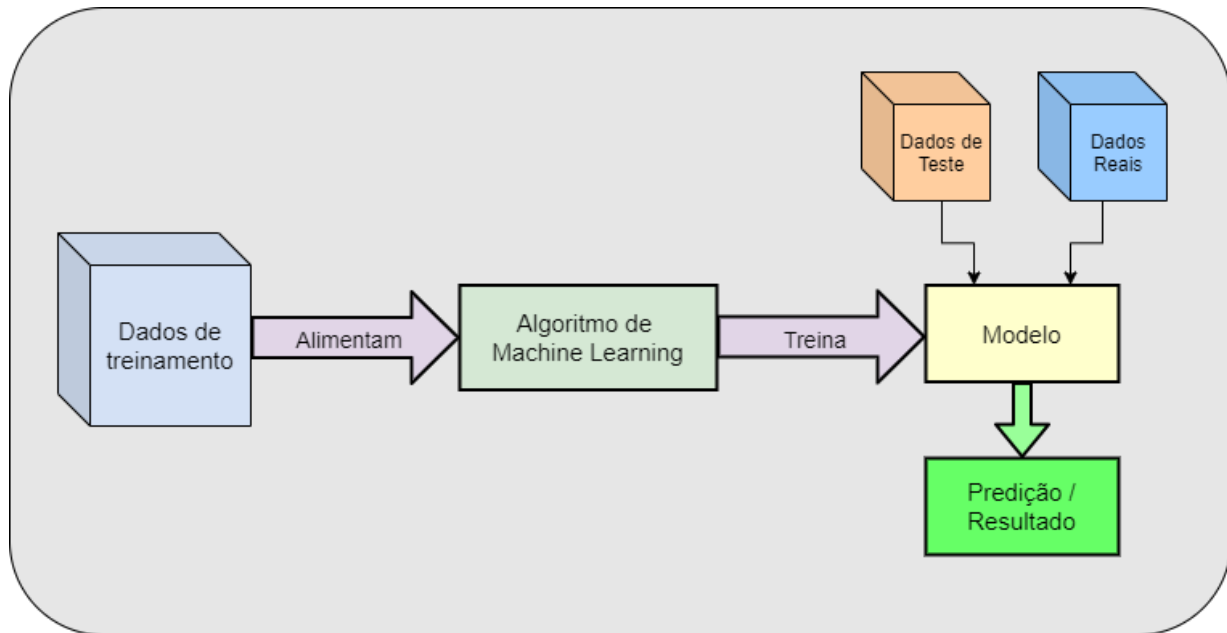 Dados de
Teste
Dados
Reais
Dados de
treinamento
Alimentam
Algoritmo de
Machine Learning
Treina
Modelo
Predição /
Resultado